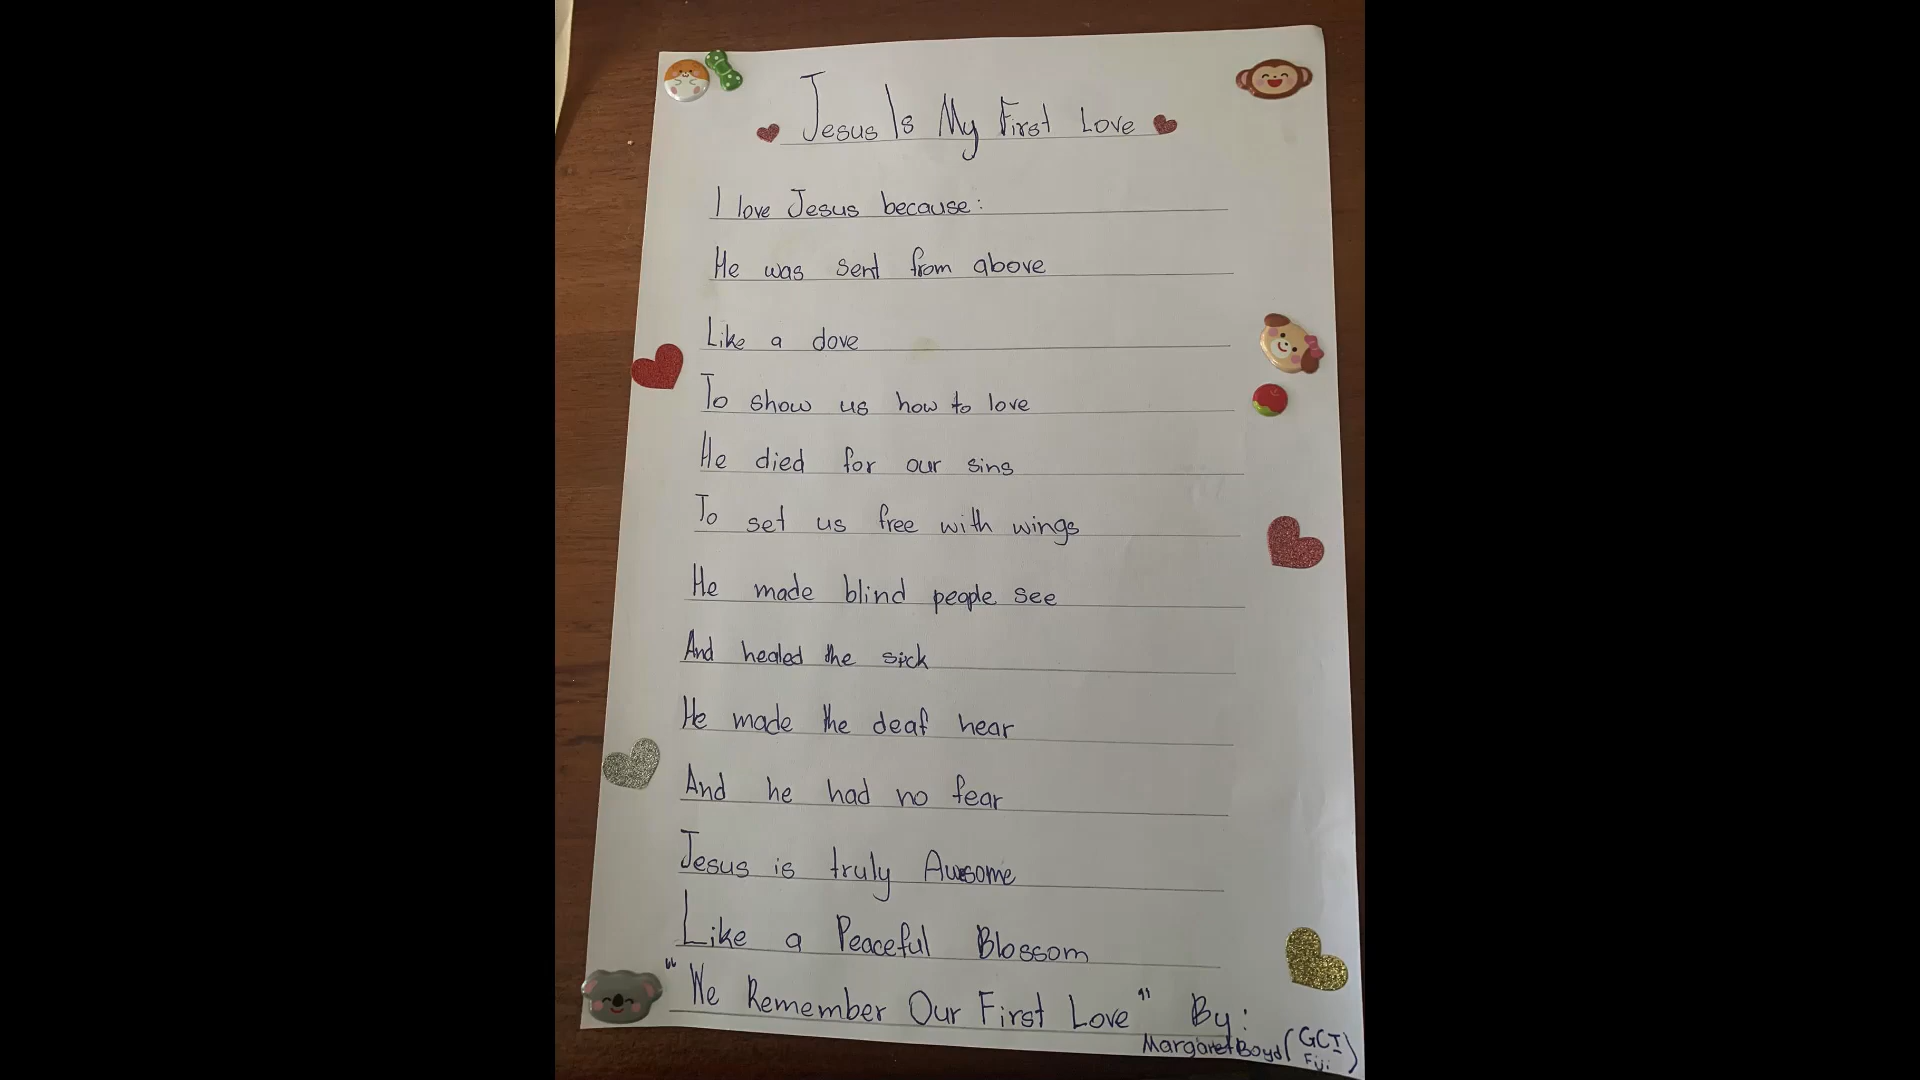 Jesus Is My First Love
I love Jesus because:
He was sent from above
Like a dove
To show us how to love
He died for our sins
To set us free with wings
He made blind people see
And healed the sick
He made the deaf hear
And he had no fear
Jesus is truly Awesome
Like a Peaceful Blossom
"We Remember Our First Love" By:
Margaret Boyd (GCI
Fiji)